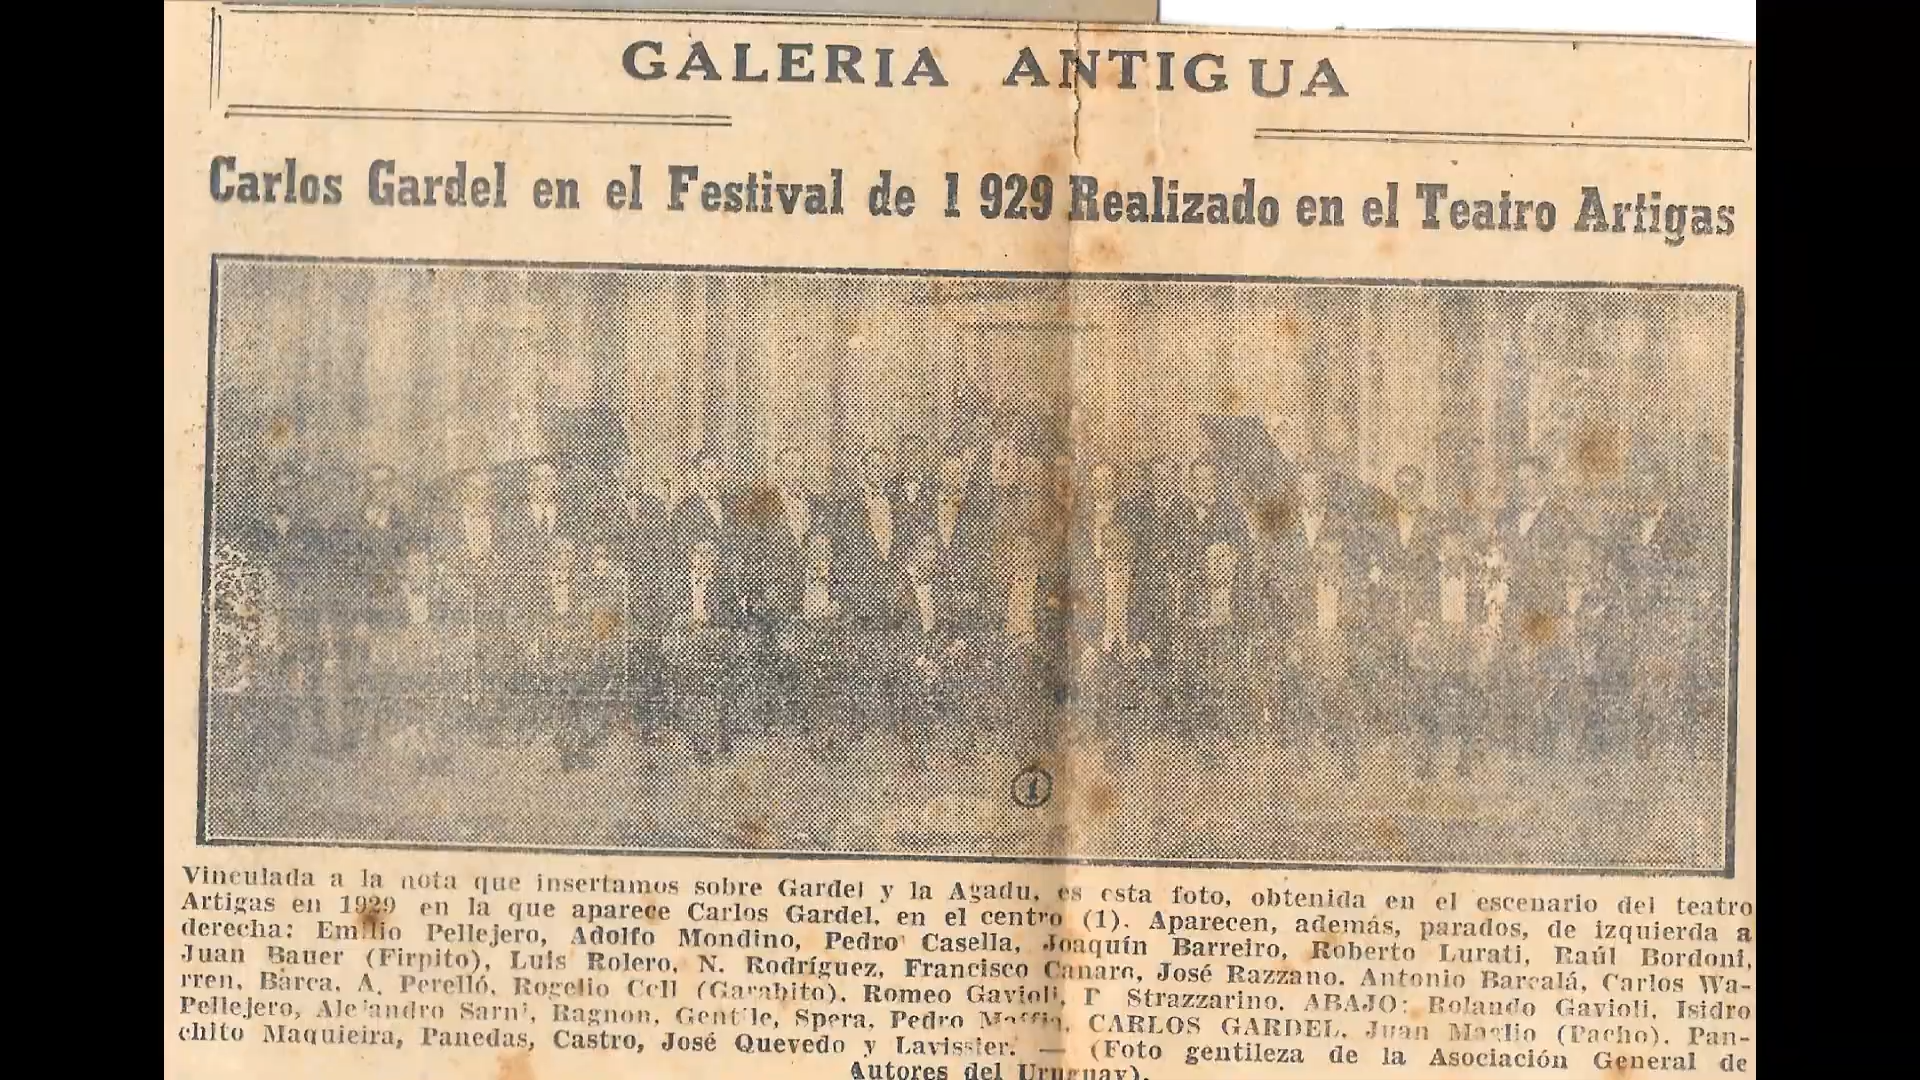 GALERIA ANTIGUA
Carlos Gardel en el Festival de 1 929 Realizado en el Teatro Artigas
1
Vinculada a la nota que insertamos sobre Gardel y la Agadu, es esta foto, obtenida en el escenario del teatro
Artigas en 1929 en la que aparece Carlos Gardel, en el centro (1). Aparecen, además, parados, de izquierda a
derecha: Emilio Pellejero, Adolfo Mondino, Pedro Casella, Joaquín Barreiro, Roberto Lurati, Raúl Bordoni,
Juan Bauer (Firpito), Luis Rolero, N. Rodríguez, Francisco Canaro, José Razzano, Antonio Barcalá, Carlos Wa-
rren, Barca, A. Perelló, Rogelio Coll (Garabito), Romeo Gavioli, Strazzarino. ABAJO: Rolando Gavioli, Isidro
Pellejero, Alejandro Sarni, Ragnon, Gentile, Spera, Pedro Maffia, CARLOS GARDEL, Juan Maglio (Pacho), Pan-
chito Maquieira, Panedas, Castro, José Quevedo y Lavissier. — (Foto gentileza de la Asociación General de
Autores del Uruguay).